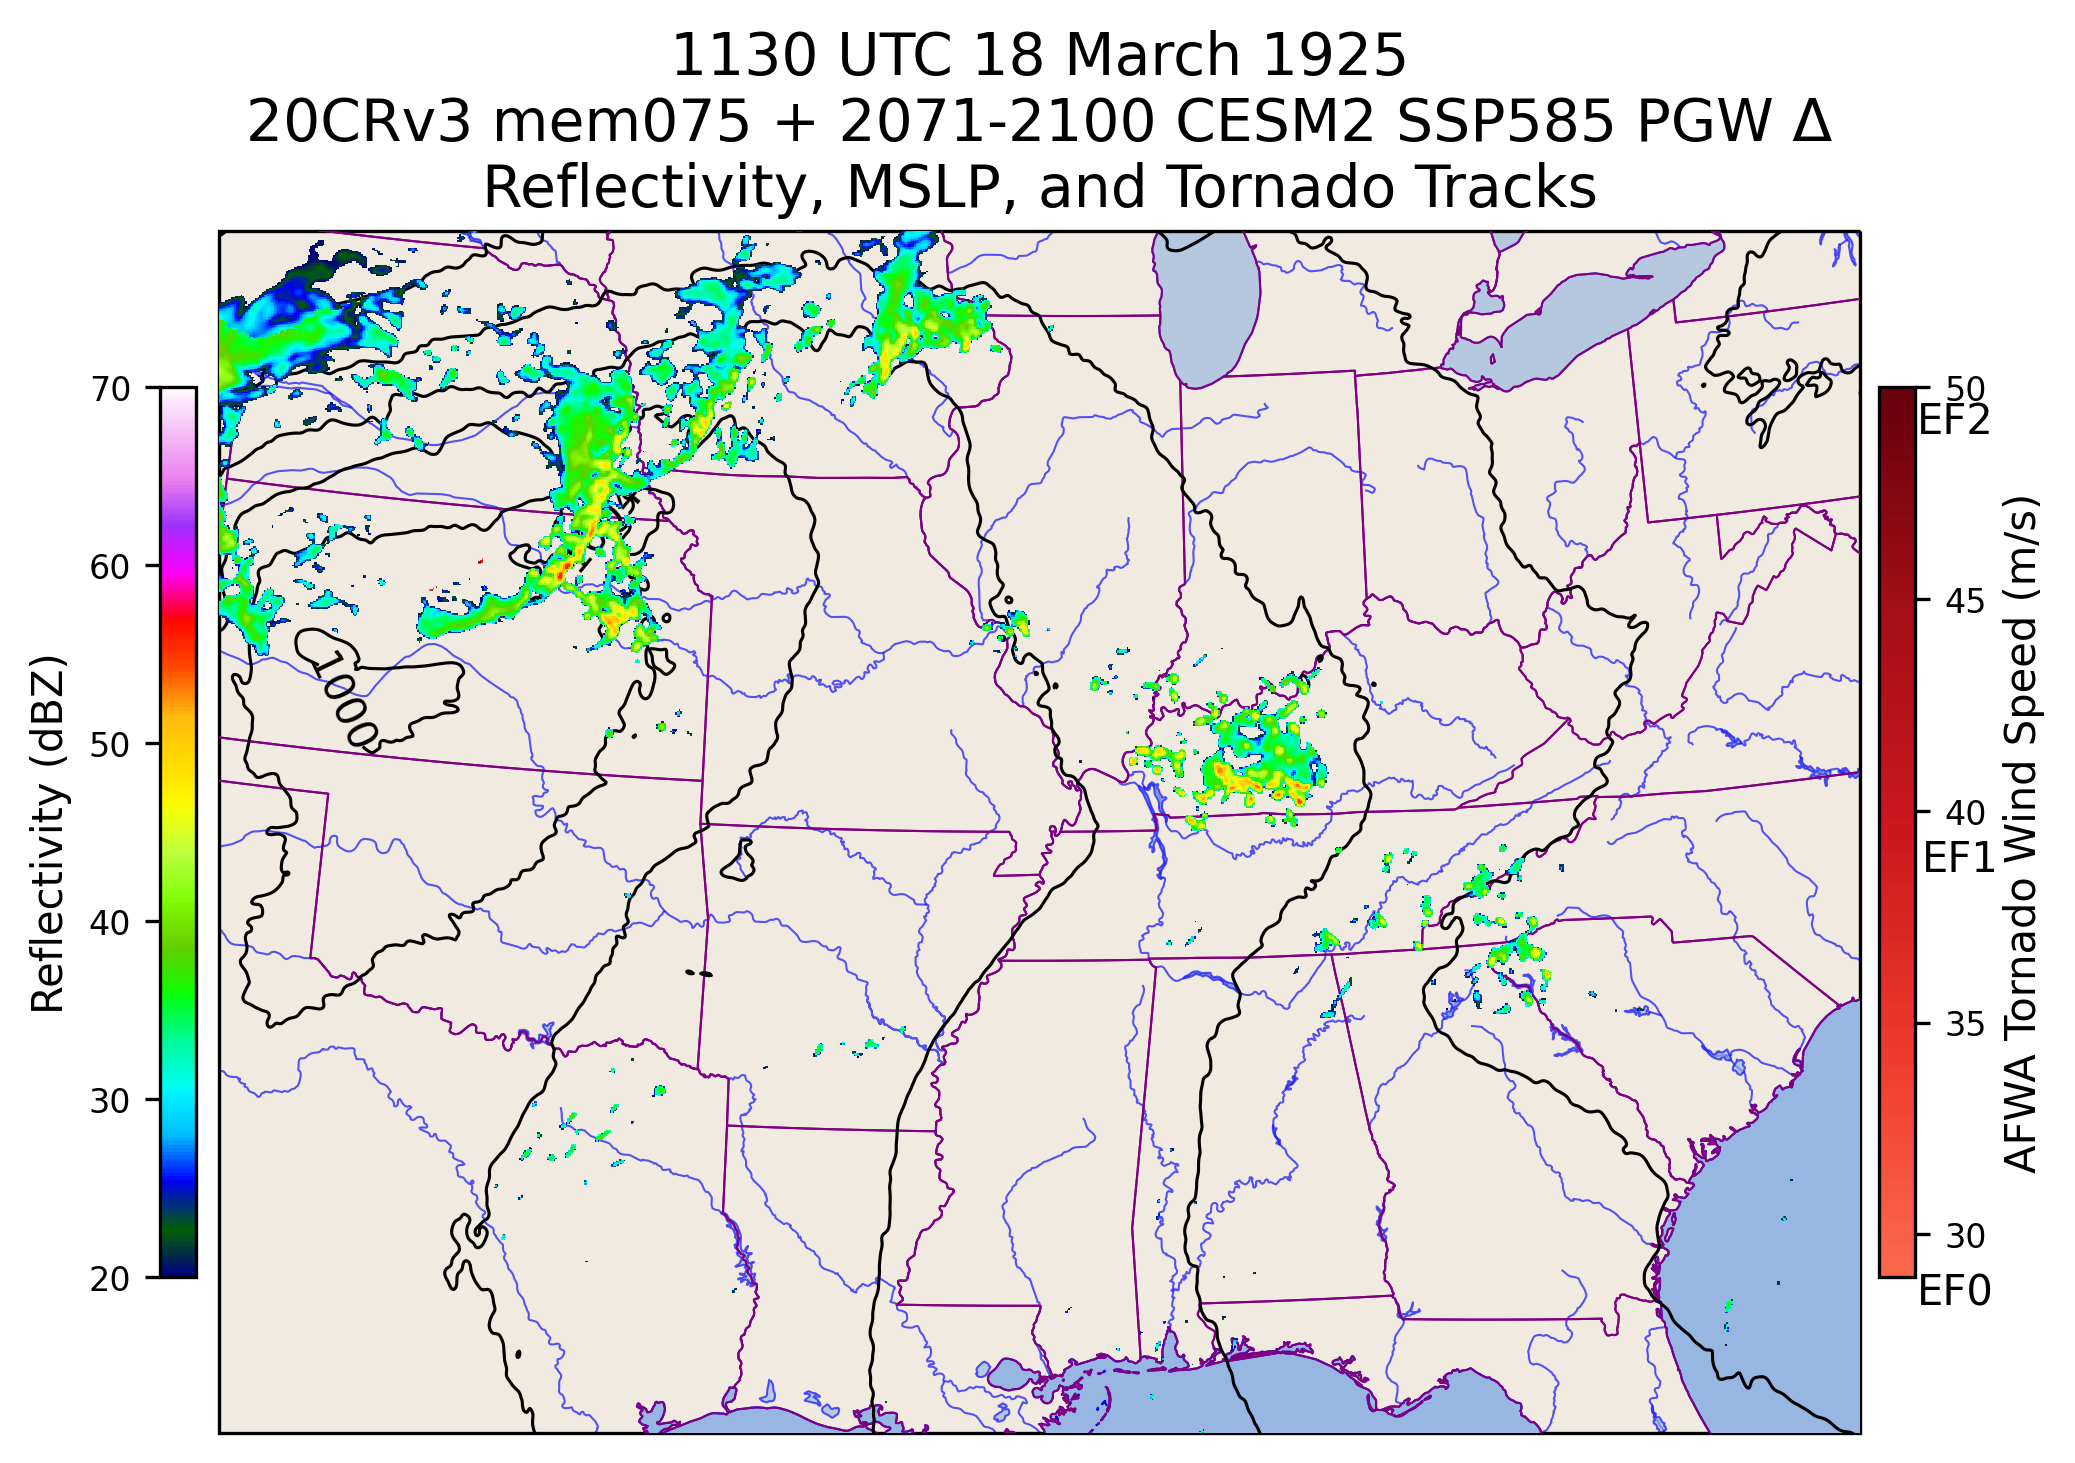 1130 UTC 18 March 1925
20CRv3 mem075 + 2071-2100 CESM2 SSP585 PGW Δ
Reflectivity, MSLP, and Tornado Tracks
Reflectivity (dBZ)
70
60
50
40
30
20
1000
50
EF2
45
40
EF1
35
30
EF0
AFWA Tornado Wind Speed (m/s)